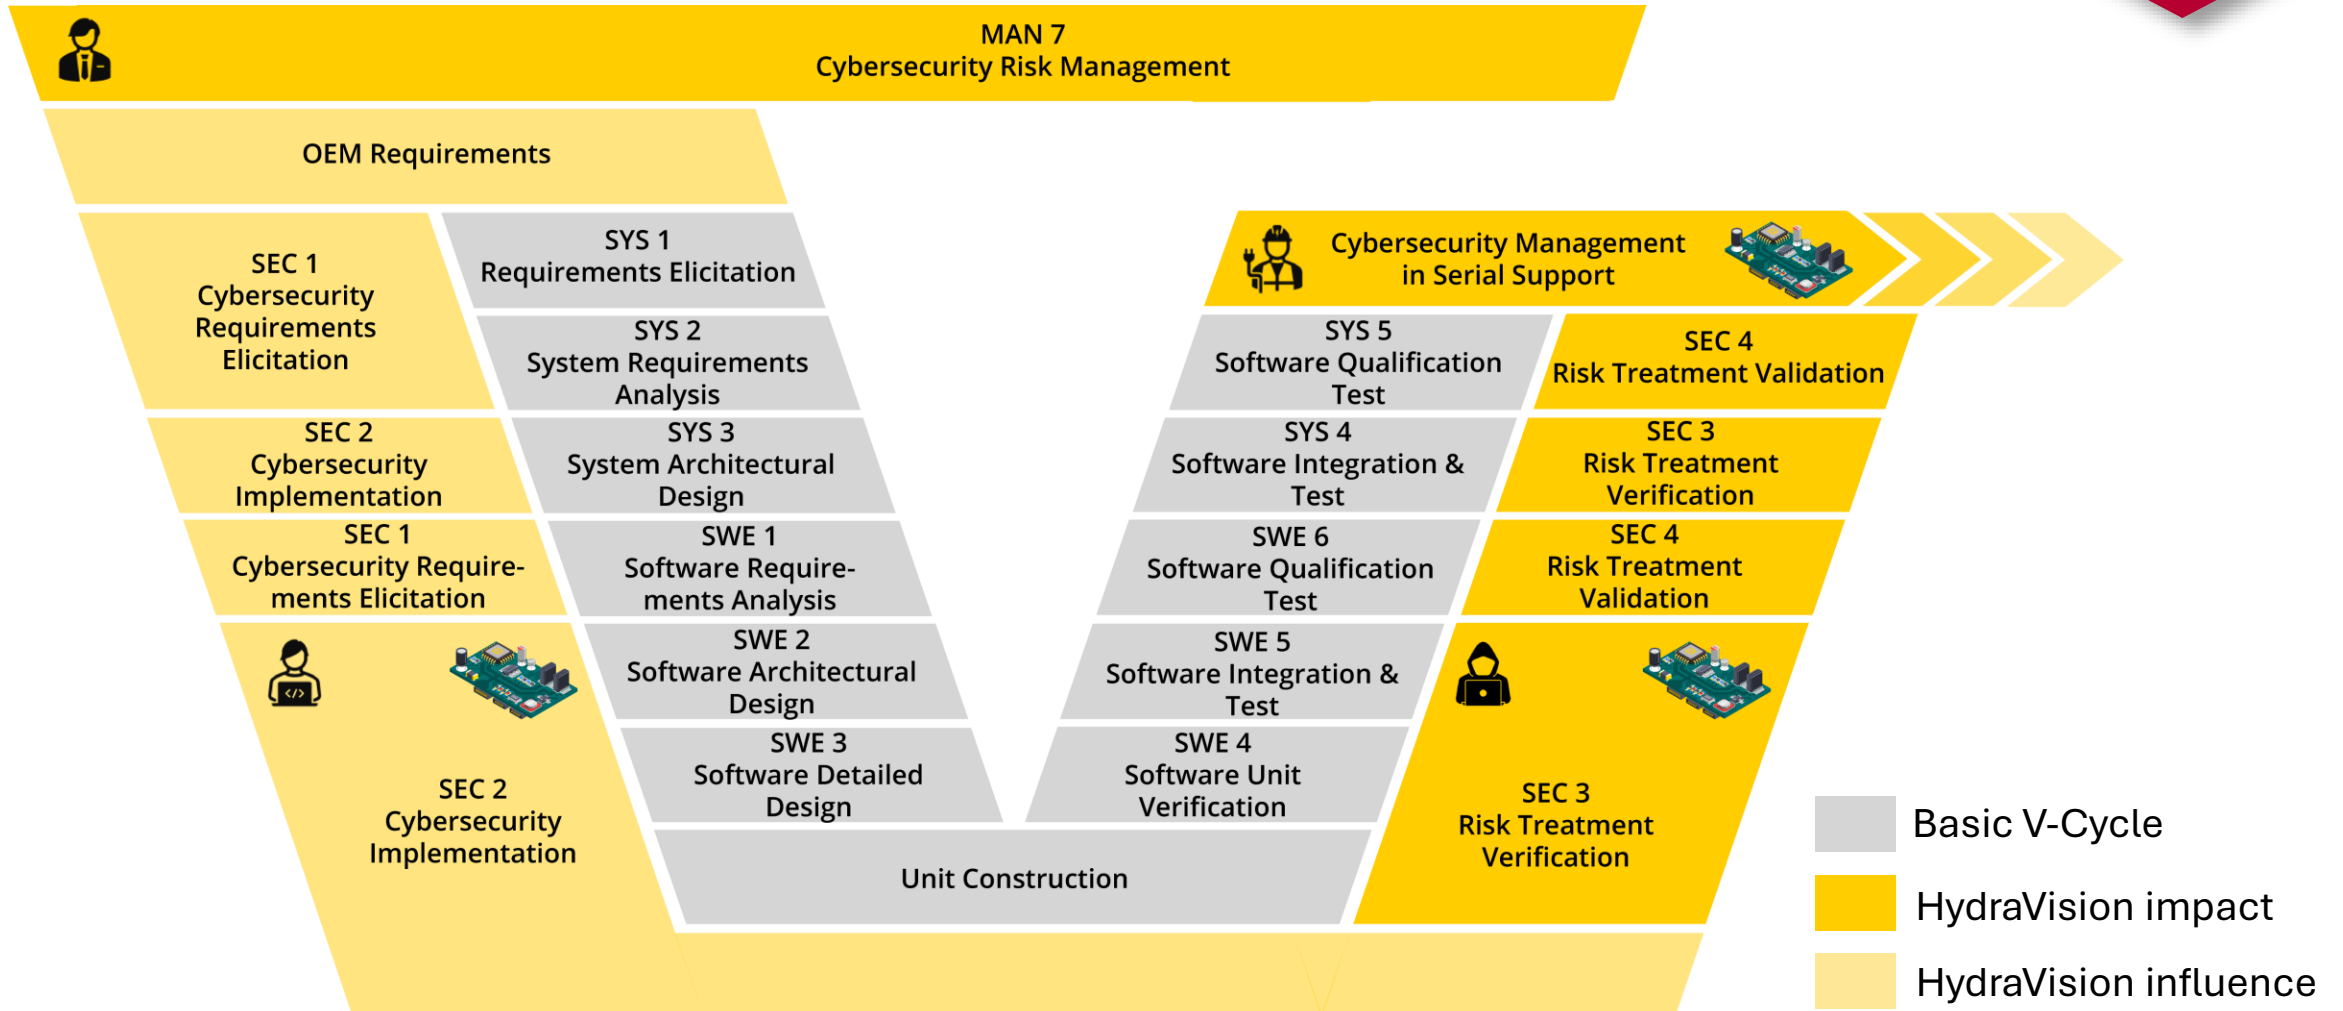 MAN 7
Cybersecurity Risk Management
OEM Requirements
SEC 1
Cybersecurity
Requirements
Elicitation
SYS 1
Requirements Elicitation
SYS 2
System Requirements
Analysis
SEC 2
Cybersecurity
Implementation
SYS 3
System Architectural
Design
SEC 1
Cybersecurity Require-
ments Elicitation
SWE 1
Software Require-
ments Analysis
SEC 2
Cybersecurity
Implementation
SWE 2
Software Architectural
Design
SWE 3
Software Detailed
Design
Unit Construction
Cybersecurity Management
in Serial Support
SYS 5
Software Qualification
Test
SEC 4
Risk Treatment Validation
SYS 4
Software Integration &
Test
SEC 3
Risk Treatment
Verification
SWE 6
Software Qualification
Test
SEC 4
Risk Treatment
Validation
SWE 5
Software Integration &
Test
SWE 4
Software Unit
Verification
SEC 3
Risk Treatment
Verification
Basic V-Cycle
HydraVision impact
HydraVision influence